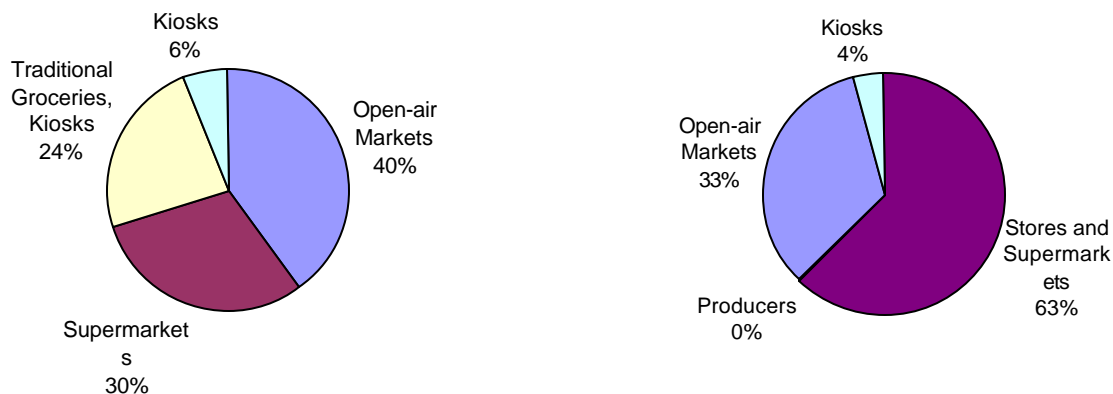 Kiosks
6%
Traditional
Groceries,
Kiosks
24%
Open-air
Markets
40%
Supermarket
s
30%
Kiosks
4%
Open-air
Markets
33%
Stores and
Supermark
ets
63%
Producers
0%